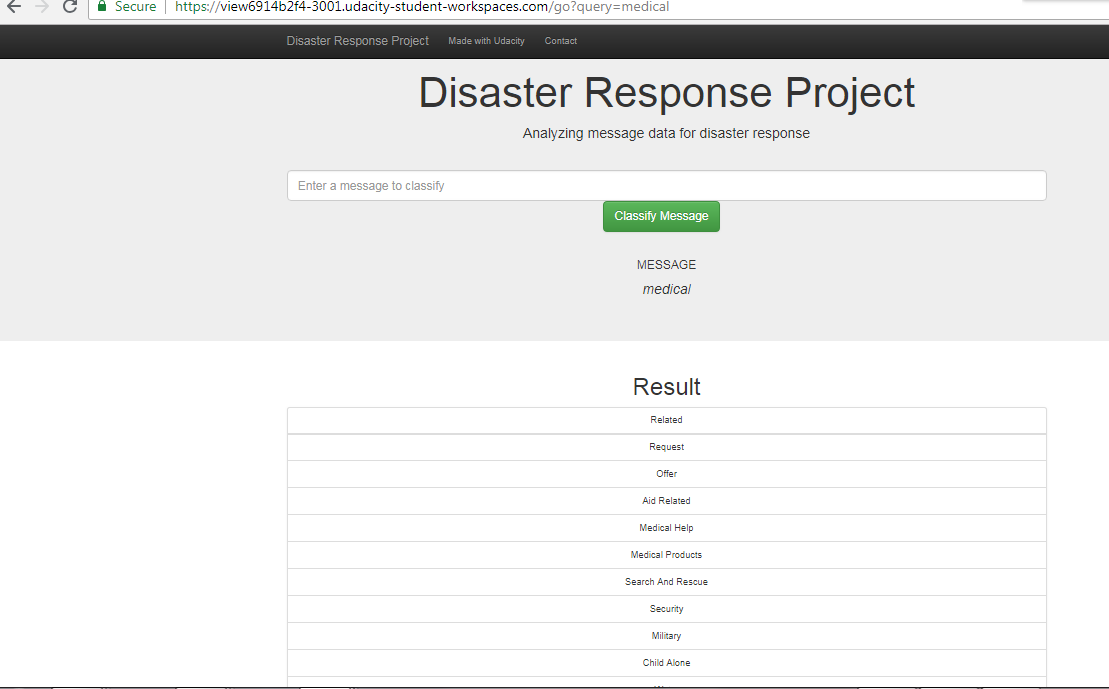 Secure https://view6914b2f4-3001.udacity-student-workspaces.com/go?query=medical
Disaster Response Project Made with Udacity Contact
Disaster Response Project
Analyzing message data for disaster response
Enter a message to classify
Classify Message
MESSAGE
medical
Result
Related
Request
Offer
Aid Related
Medical Help
Medical Products
Search And Rescue
Security
Military
Child Alone